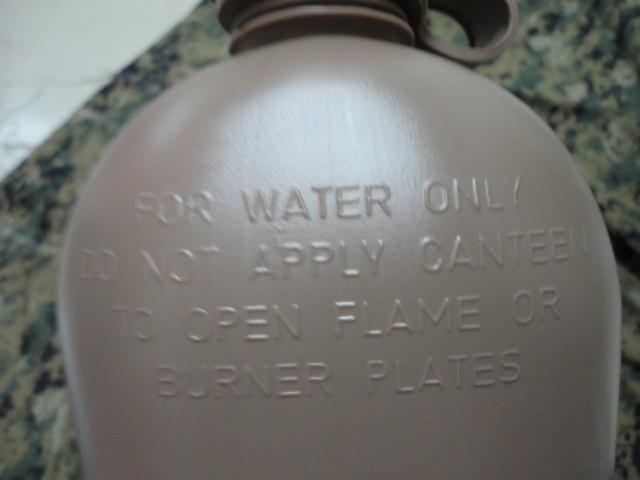 FOR WATER ONLY
DO NOT APPLY CANTEEN
TO OPEN FLAME OR
BURNER PLATES